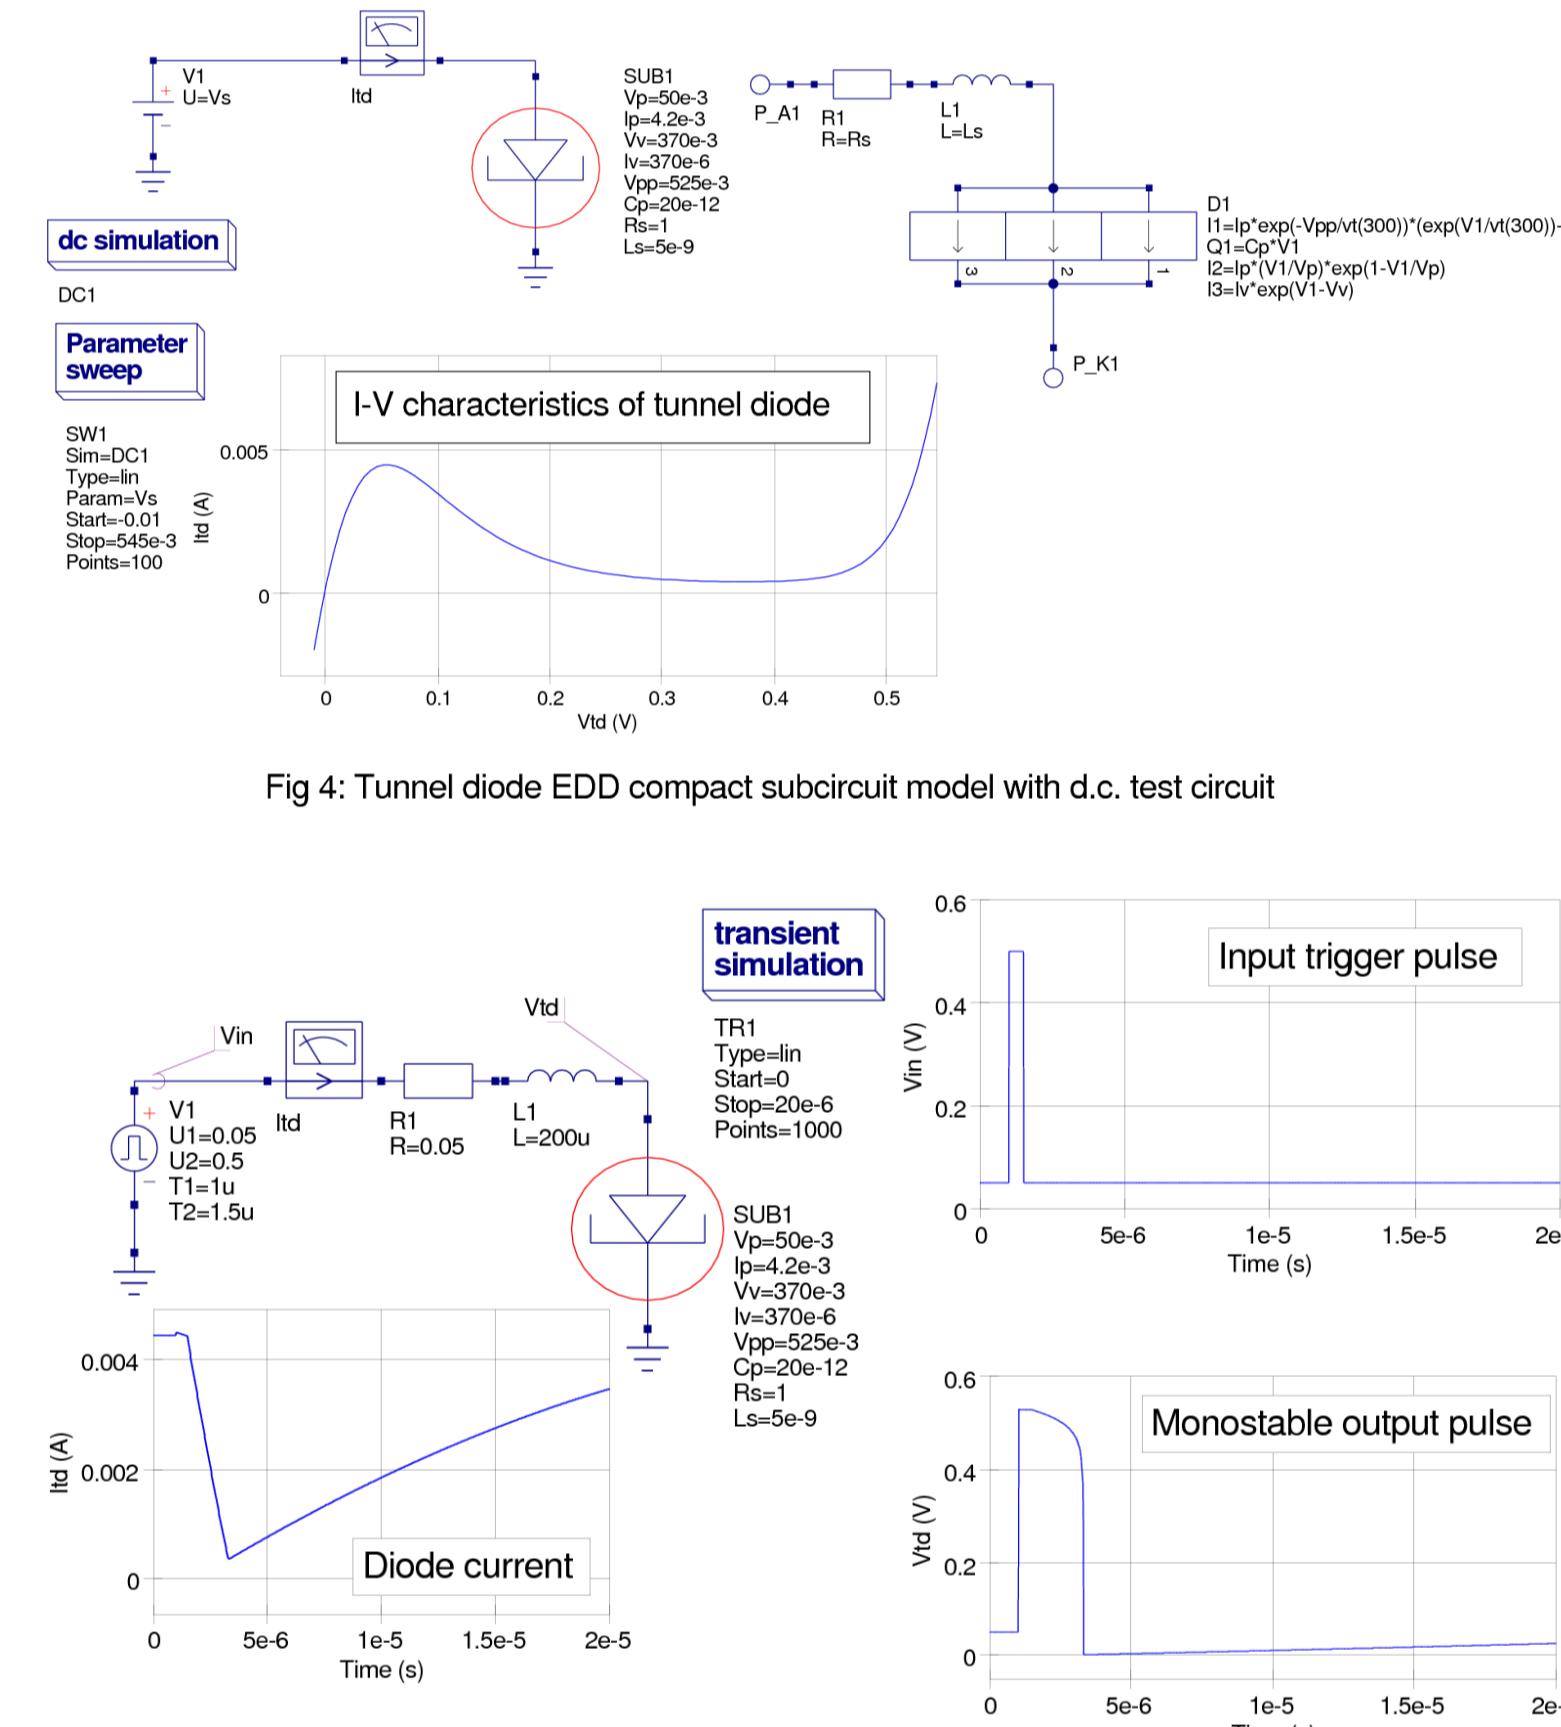 V1
U=Vs
Itd
SUB1
Vp=50e-3
Ip=4.2e-3
Vv=370e-3
Iv=370e-6
Vpp=525e-3
Cp=20e-12
Rs=1
Ls=5e-9
P_A1
R1
R=Rs
L1
L=Ls
D1
I1=Ip*exp(-Vpp/vt(300))*(exp(V1/vt(300))-
Q1=Cp*V1
I2=Ip*(V1/Vp)*exp(1-V1/Vp)
I3=Iv*exp(V1-Vv)
3 2 1
P_K1
dc simulation
DC1
Parameter
sweep
SW1
Sim=DC1
Type=lin
Param=Vs
Start=-0.01
Stop=545e-3
Points=100
I-V characteristics of tunnel diode
0.005
0
Itd (A)
0 0.1 0.2 0.3 0.4 0.5
Vtd (V)
Fig 4: Tunnel diode EDD compact subcircuit model with d.c. test circuit
Vin
Vtd
V1
U1=0.05
U2=0.5
T1=1u
T2=1.5u
Itd
R1
R=0.05
L1
L=200u
transient
simulation
TR1
Type=lin
Start=0
Stop=20e-6
Points=1000
SUB1
Vp=50e-3
Ip=4.2e-3
Vv=370e-3
Iv=370e-6
Vpp=525e-3
Cp=20e-12
Rs=1
Ls=5e-9
Input trigger pulse
0.6
0.4
0.2
0
Vin (V)
0 5e-6 1e-5 1.5e-5 2e
Time (s)
0.004
0.002
0
Itd (A)
Diode current
0 5e-6 1e-5 1.5e-5 2e-5
Time (s)
Monostable output pulse
0.6
0.4
0.2
0
Vtd (V)
0 5e-6 1e-5 1.5e-5 2e-